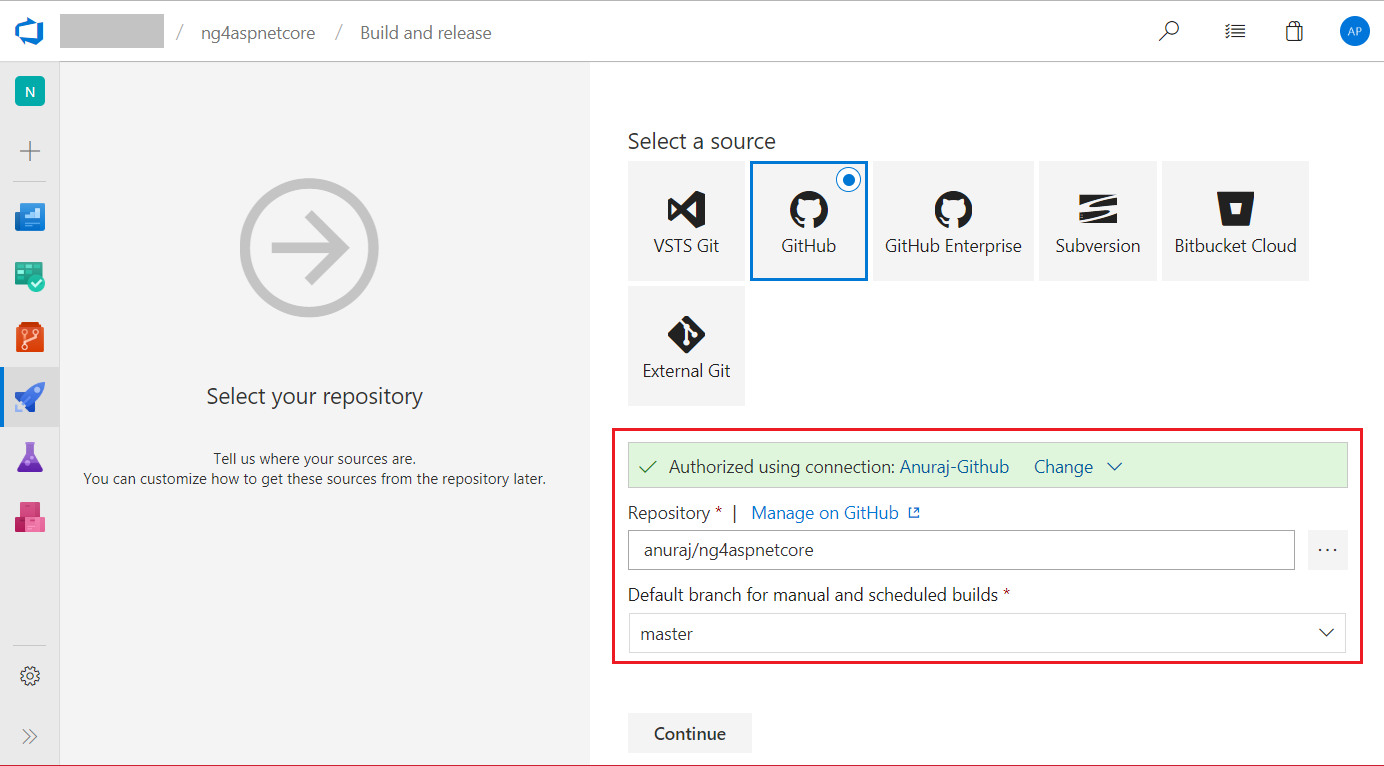 / ng4aspnetcore / Build and release
AP
N
Select your repository
Tell us where your sources are.
You can customize how to get these sources from the repository later.
Select a source
VSTS Git
GitHub
GitHub Enterprise
Subversion
Bitbucket Cloud
External Git
Authorized using connection: Anuraj-Github Change
Repository * | Manage on GitHub
anuraj/ng4aspnetcore
...
Default branch for manual and scheduled builds *
master
Continue